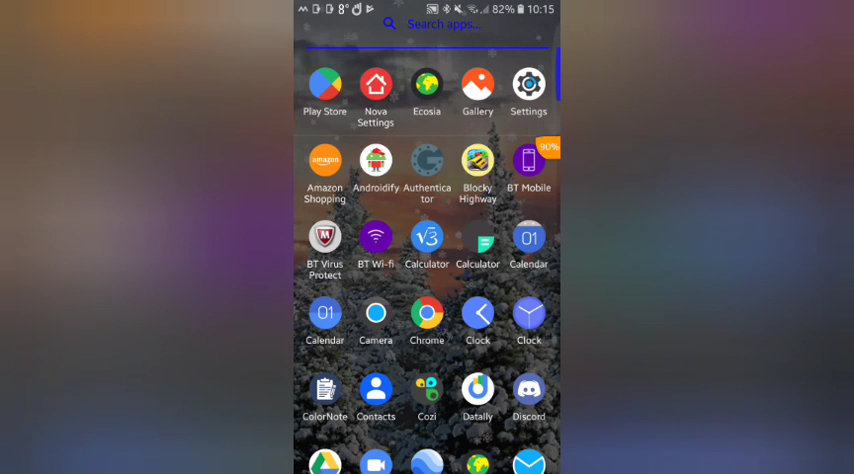 8° 82% 10:15
Search apps...
Play Store Nova Settings Ecosia Gallery Settings
90%
amazon
Amazon Shopping Androidify Authenticator Blocky Highway BT Mobile
√3 01
BT Virus Protect BT Wi-fi Calculator Calculator Calendar
01
Calendar Camera Chrome Clock Clock
ColorNote Contacts Cozi Datally Discord